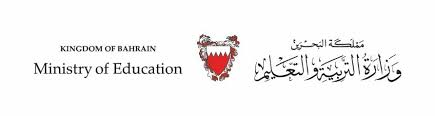 KINGDOM OF BAHRAIN
Ministry of Education
مملكة البحرين
وزارة التربية والتعليم